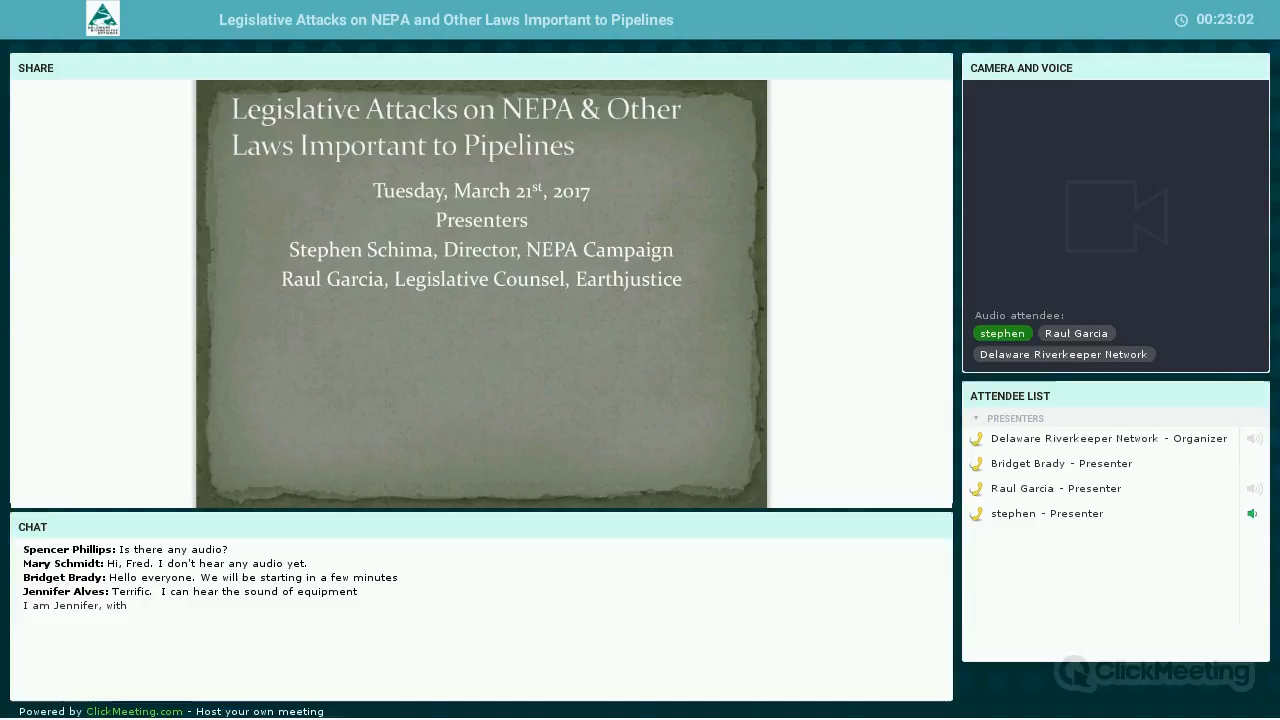 Legislative Attacks on NEPA and Other Laws Important to Pipelines
00:23:02
SHARE
Legislative Attacks on NEPA & Other
Laws Important to Pipelines
Tuesday, March 21st, 2017
Presenters
Stephen Schima, Director, NEPA Campaign
Raul Garcia, Legislative Counsel, Earthjustice
CAMERA AND VOICE
Audio attendee:
stephen Raul Garcia
Delaware Riverkeeper Network
ATTENDEE LIST
PRESENTERS
Delaware Riverkeeper Network - Organizer
Bridget Brady - Presenter
Raul Garcia - Presenter
stephen - Presenter
CHAT
Spencer Phillips: Is there any audio?
Mary Schmidt: Hi, Fred. I don't hear any audio yet.
Bridget Brady: Hello everyone. We will be starting in a few minutes
Jennifer Alves: Terrific. I can hear the sound of equipment
I am Jennifer, with
ClickMeeting
Powered by ClickMeeting.com - Host your own meeting